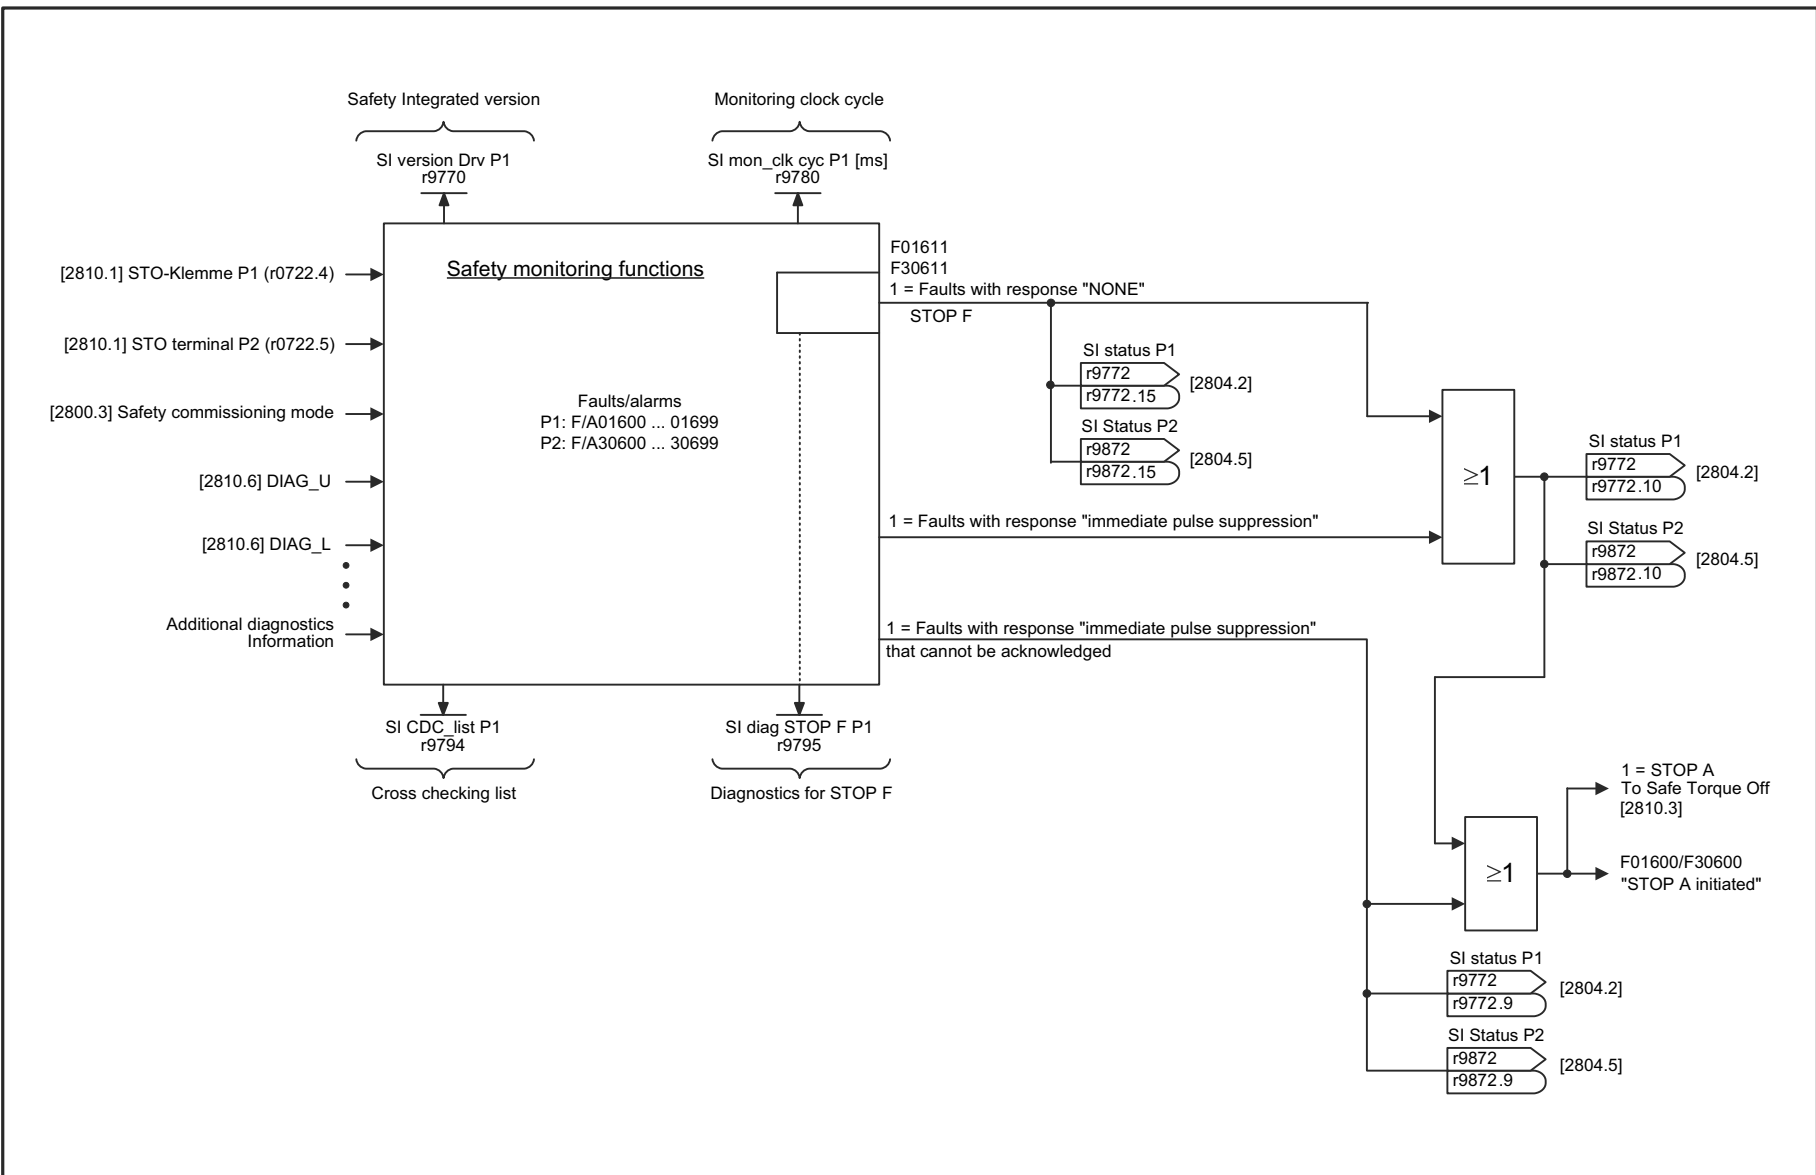 Safety Integrated version
Monitoring clock cycle
SI version Drv P1
r9770
SI mon_clk cyc P1 [ms]
r9780
[2810.1] STO-Klemme P1 (r0722.4)
[2810.1] STO terminal P2 (r0722.5)
[2800.3] Safety commissioning mode
[2810.6] DIAG_U
[2810.6] DIAG_L
Additional diagnostics
Information
Safety monitoring functions
Faults/alarms
P1: F/A01600 ... 01699
P2: F/A30600 ... 30699
SI CDC_list P1
r9794
Cross checking list
SI diag STOP F P1
r9795
Diagnostics for STOP F
F01611
F30611
1 = Faults with response "NONE"
STOP F
SI status P1
r9772
r9772.15
[2804.2]
SI Status P2
r9872
r9872.15
[2804.5]
1 = Faults with response "immediate pulse suppression"
≥1
SI status P1
r9772
r9772.10
[2804.2]
SI Status P2
r9872
r9872.10
[2804.5]
1 = Faults with response "immediate pulse suppression"
that cannot be acknowledged
≥1
1 = STOP A
To Safe Torque Off
[2810.3]
F01600/F30600
"STOP A initiated"
SI status P1
r9772
r9772.9
[2804.2]
SI Status P2
r9872
r9872.9
[2804.5]